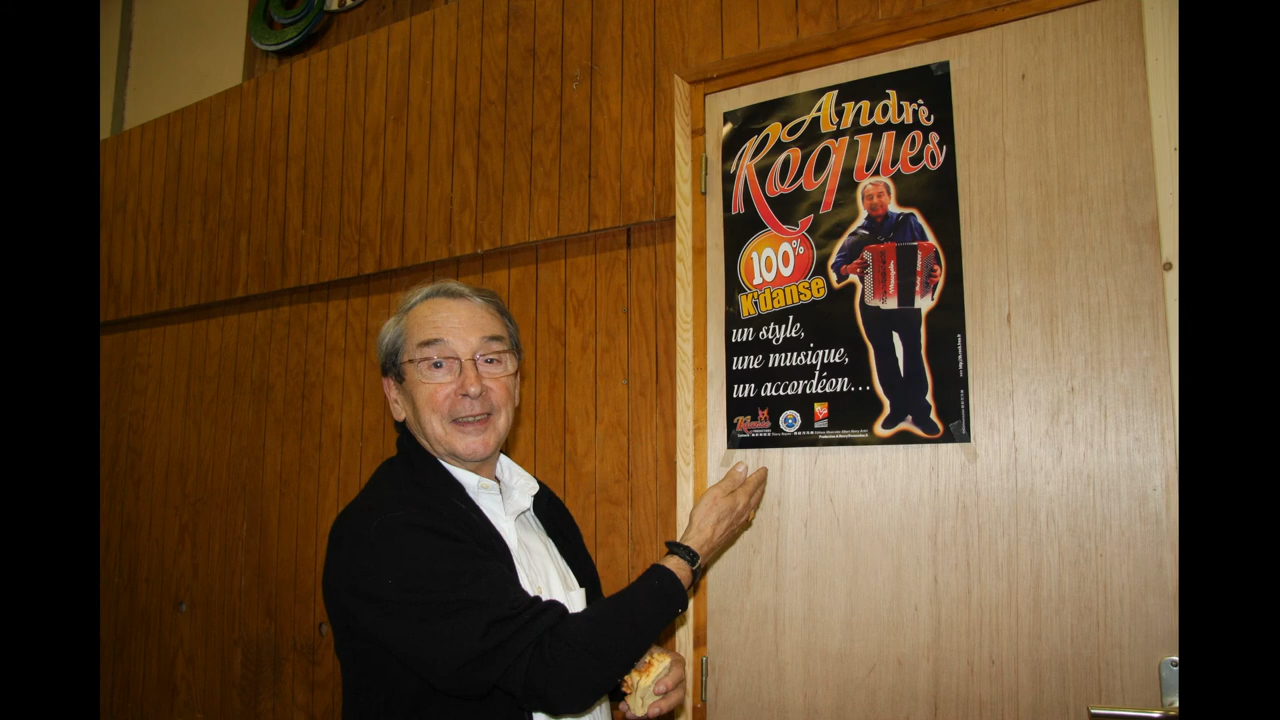 André
Roques
100%
K'danse
un style,
une musique,
un accordéon...